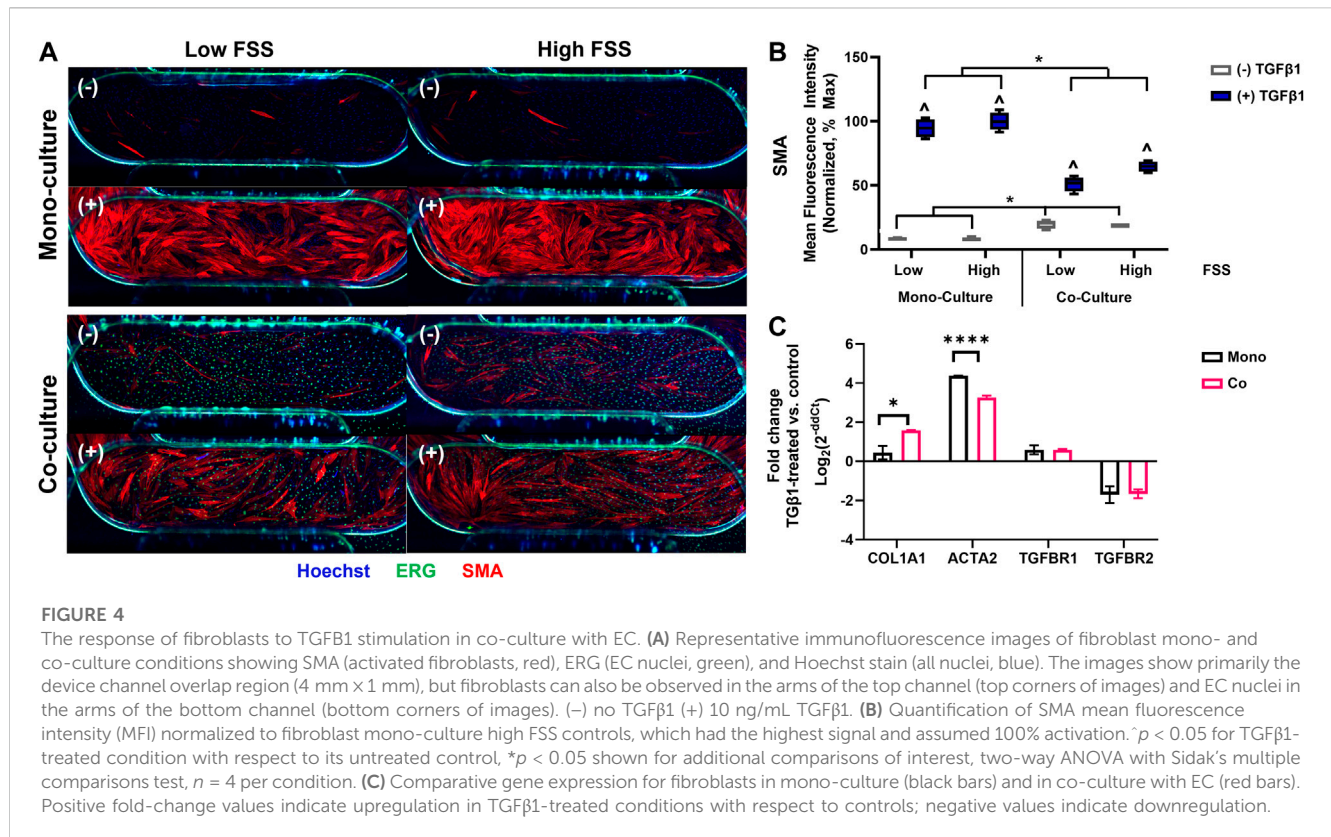 A
Low FSS
High FSS
Mono-culture
(-)
(-)
(+)
(+)
Co-culture
(-)
(-)
(+)
(+)
Hoechst ERG SMA
B
SMA
Mean Fluorescence Intensity
(Normalized, % Max)
150
100
50
0
*
^
^
^
^
*
(-) TGFβ1
(+) TGFβ1
Low
High
Low
High
FSS
Mono-Culture
Co-Culture
C
Fold change
TGβ1-treated vs. control
Log2(2^-ddCt)
6
4
2
0
-2
-4
*
****
Mono
Co
COL1A1
ACTA2
TGFBR1
TGFBR2
FIGURE 4
The response of fibroblasts to TGFB1 stimulation in co-culture with EC. (A) Representative immunofluorescence images of fibroblast mono- and
co-culture conditions showing SMA (activated fibroblasts, red), ERG (EC nuclei, green), and Hoechst stain (all nuclei, blue). The images show primarily the
device channel overlap region (4 mm × 1 mm), but fibroblasts can also be observed in the arms of the top channel (top corners of images) and EC nuclei in
the arms of the bottom channel (bottom corners of images). (−) no TGFβ1 (+) 10 ng/mL TGFβ1. (B) Quantification of SMA mean fluorescence
intensity (MFI) normalized to fibroblast mono-culture high FSS controls, which had the highest signal and assumed 100% activation. ^p < 0.05 for TGFβ1-
treated condition with respect to its untreated control, *p < 0.05 shown for additional comparisons of interest, two-way ANOVA with Sidak's multiple
comparisons test, n = 4 per condition. (C) Comparative gene expression for fibroblasts in mono-culture (black bars) and in co-culture with EC (red bars).
Positive fold-change values indicate upregulation in TGFβ1-treated conditions with respect to controls; negative values indicate downregulation.